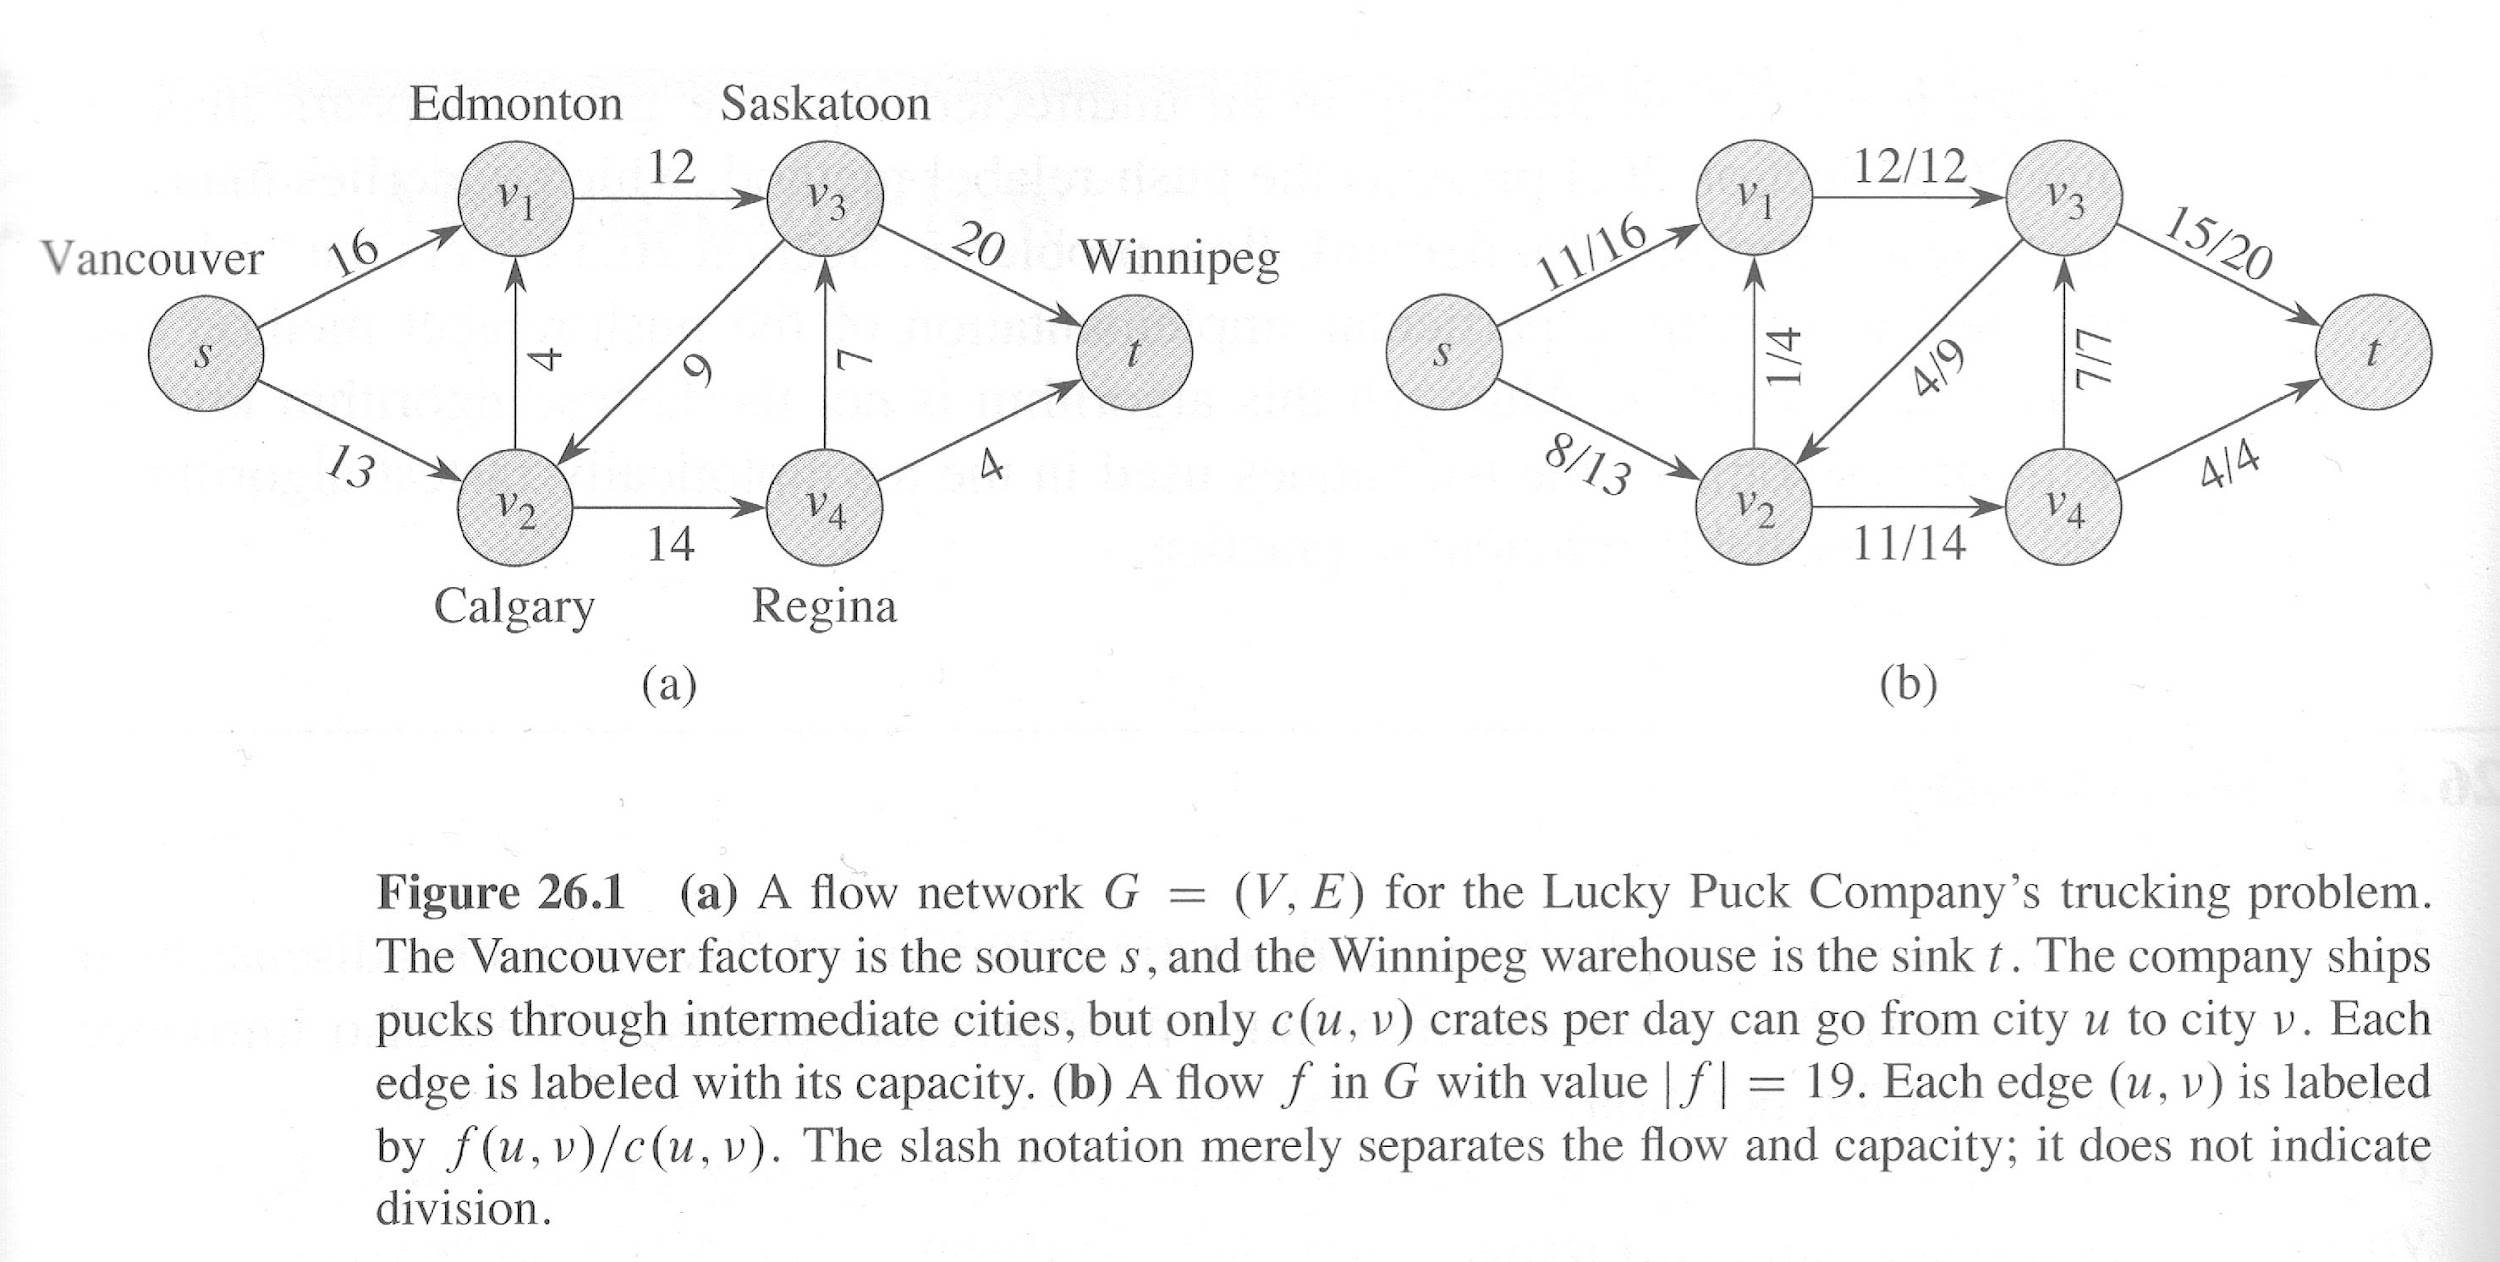 Edmonton Saskatoon
v1 12 v3
Vancouver 16 20 Winnipeg
s 4 9 7 t
13 4
v2 14 v4
Calgary Regina
(a)
v1 12/12 v3
11/16 15/20
s 1/4 4/9 7/7 t
8/13 4/4
v2 11/14 v4
(b)
Figure 26.1 (a) A flow network G = (V, E) for the Lucky Puck Company's trucking problem.
The Vancouver factory is the source s, and the Winnipeg warehouse is the sink t. The company ships
pucks through intermediate cities, but only c(u, v) crates per day can go from city u to city v. Each
edge is labeled with its capacity. (b) A flow f in G with value |f| = 19. Each edge (u, v) is labeled
by f(u, v)/c(u, v). The slash notation merely separates the flow and capacity; it does not indicate
division.